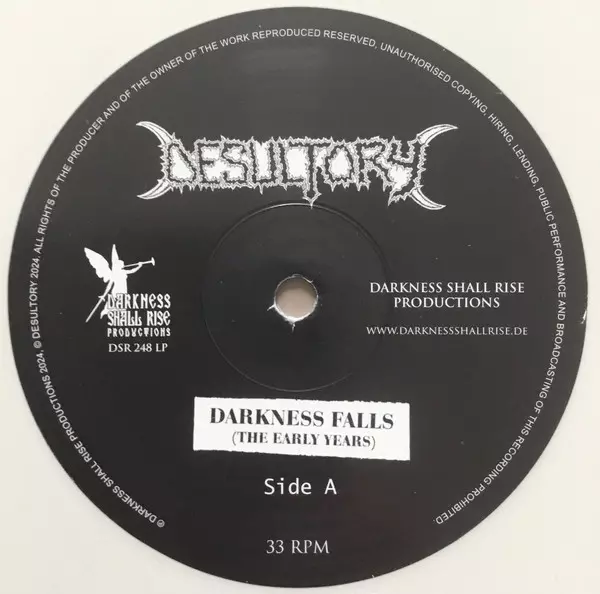 ℗ DARKNESS SHALL RISE PRODUCTIONS 2024, © DESULTORY 2024. ALL RIGHTS OF THE PRODUCER AND OF THE OWNER OF THE WORK REPRODUCED RESERVED, UNAUTHORISED COPYING, HIRING, LENDING, PUBLIC PERFORMANCE AND BROADCASTING OF THIS RECORDING PROHIBITED.
DESULTORY
DARKNESS
SHALL RISE
PRODUCTIONS
DSR 248 LP
DARKNESS SHALL RISE
PRODUCTIONS
WWW.DARKNESSSHALLRISE.DE
DARKNESS FALLS
(THE EARLY YEARS)
Side A
33 RPM